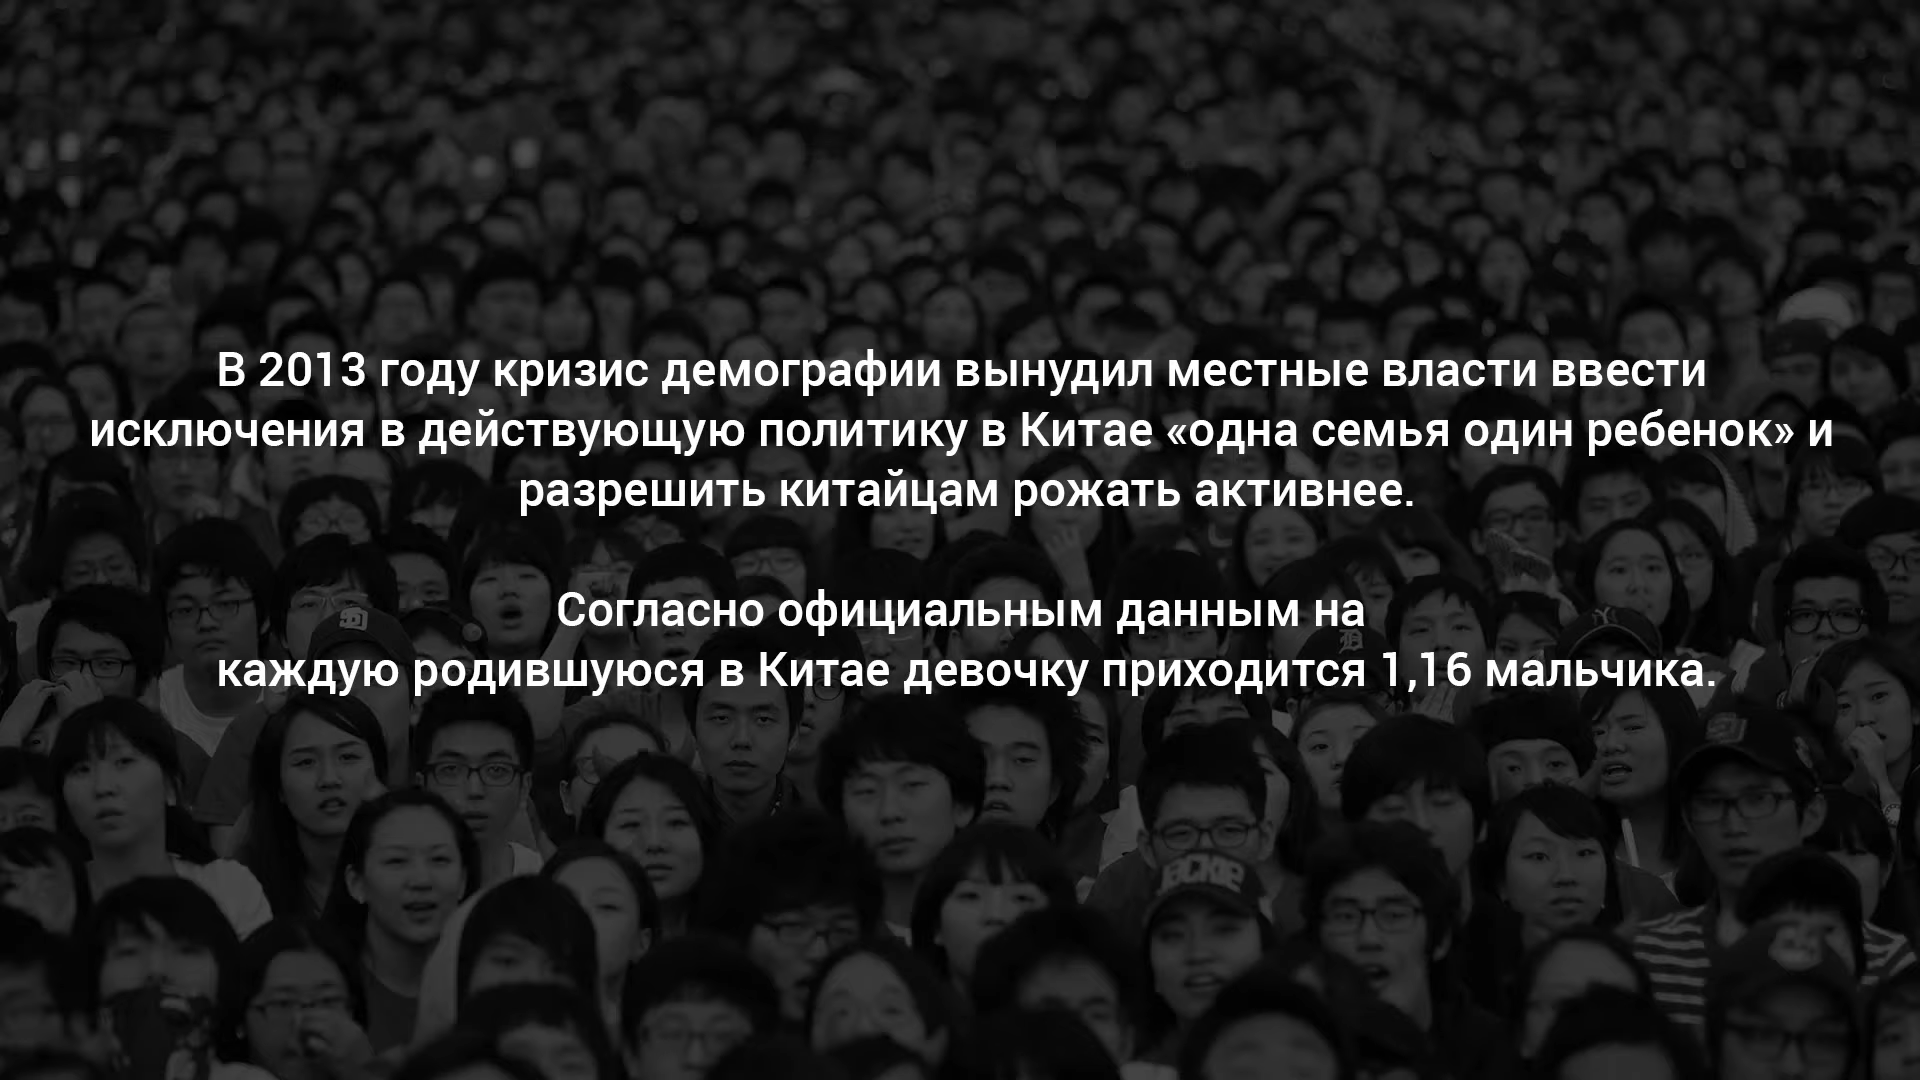 В 2013 году кризис демографии вынудил местные власти ввести
исключения в действующую политику в Китае «одна семья один ребенок» и
разрешить китайцам рожать активнее.
Согласно официальным данным на
каждую родившуюся в Китае девочку приходится 1,16 мальчика.
JACKIE